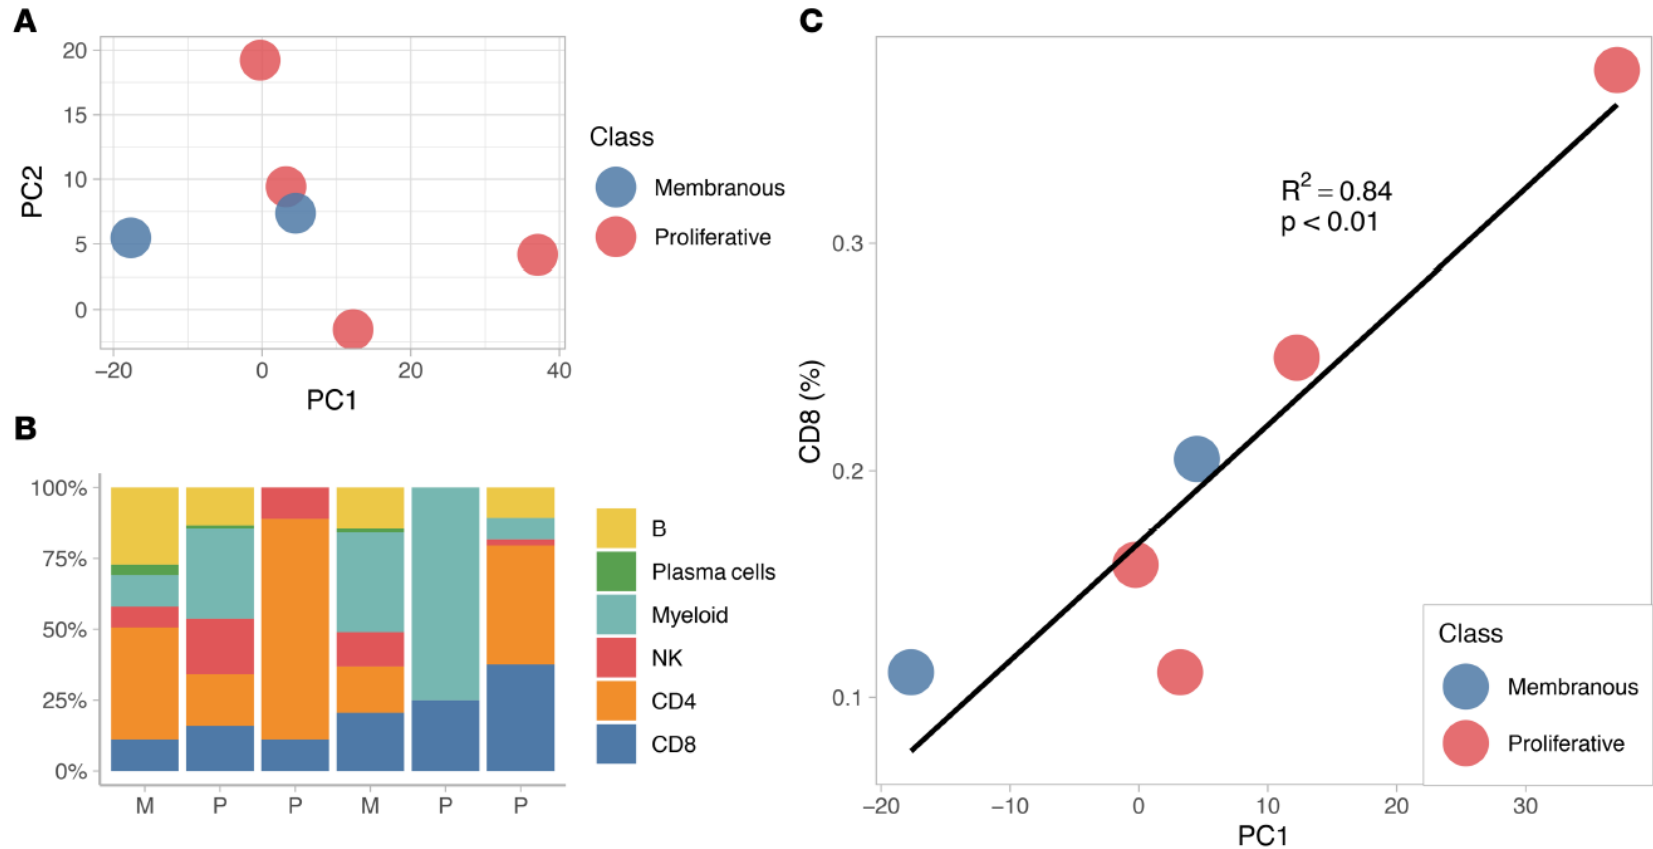 A
20
15
10
5
0
PC2
−20 0 20 40
PC1
Class
Membranous
Proliferative
B
100%
75%
50%
25%
0%
M P P M P P
B
Plasma cells
Myeloid
NK
CD4
CD8
C
R² = 0.84
p < 0.01
0.3
0.2
0.1
CD8 (%)
−20 −10 0 10 20 30
PC1
Class
Membranous
Proliferative